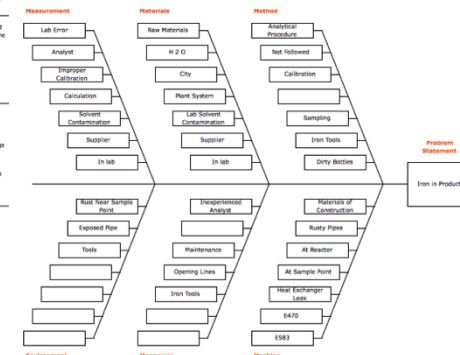 Measurement
Materials
Method
Lab Error
Analyst
Improper
Calibration
Calculation
Solvent
Contamination
Supplier
In lab
Raw Materials
H 2 O
City
Plant System
Lab Solvent
Contamination
Supplier
In lab
Analytical
Procedure
Not Followed
Calibration
Sampling
Iron Tools
Dirty Bottles
Problem
Statement
Iron in Product
Rust Near Sample
Point
Exposed Pipe
Tools
Inexperienced
Analyst
Maintenance
Opening Lines
Iron Tools
Materials of
Construction
Rusty Pipes
At Reactor
At Sample Point
Heat Exchanger
Leak
E470
E583